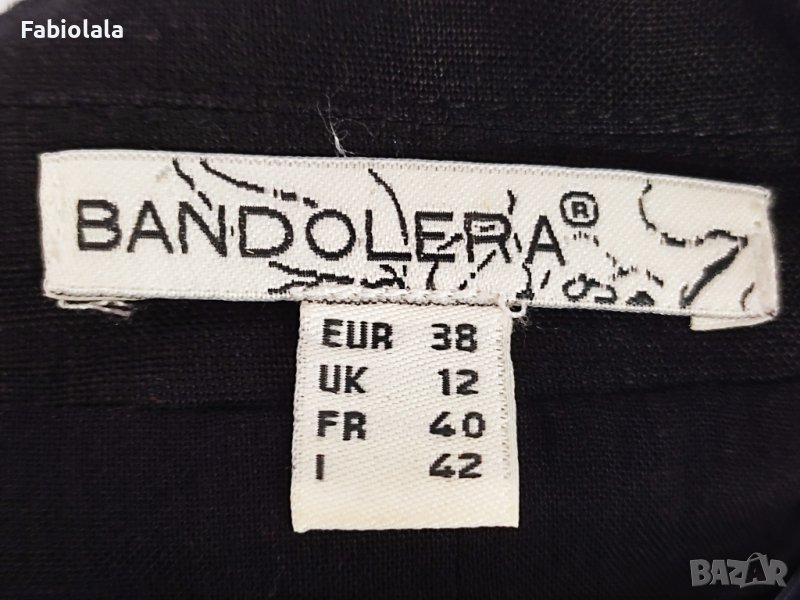 Fabiolala
BANDOLERA®
EUR 38
UK 12
FR 40
I 42
BAZAR